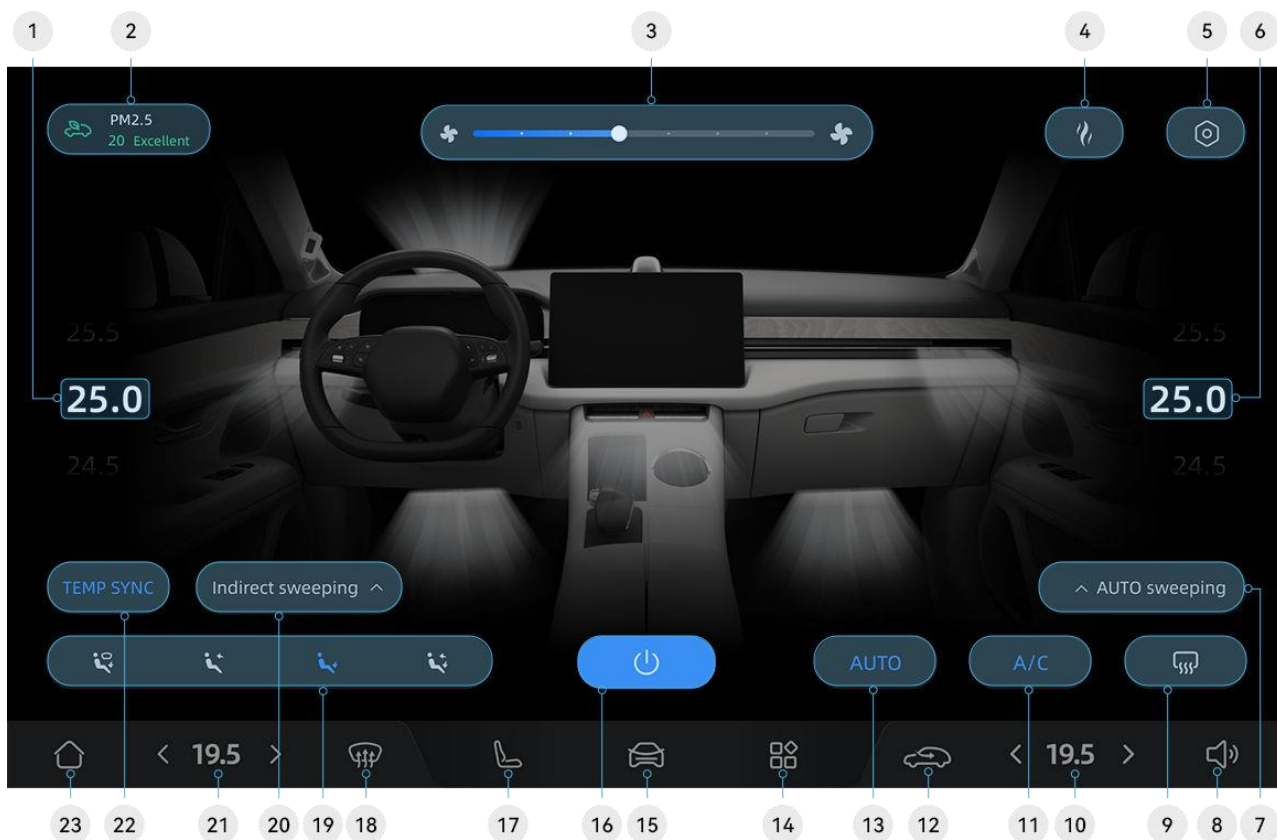 1 2 3 4 5 6
PM2.5
20 Excellent
25.5 25.5
25.0 25.0
24.5 24.5
TEMP SYNC Indirect sweeping AUTO sweeping
AUTO A/C
19.5 19.5
23 22 21 20 19 18 17 16 15 14 13 12 11 10 9 8 7